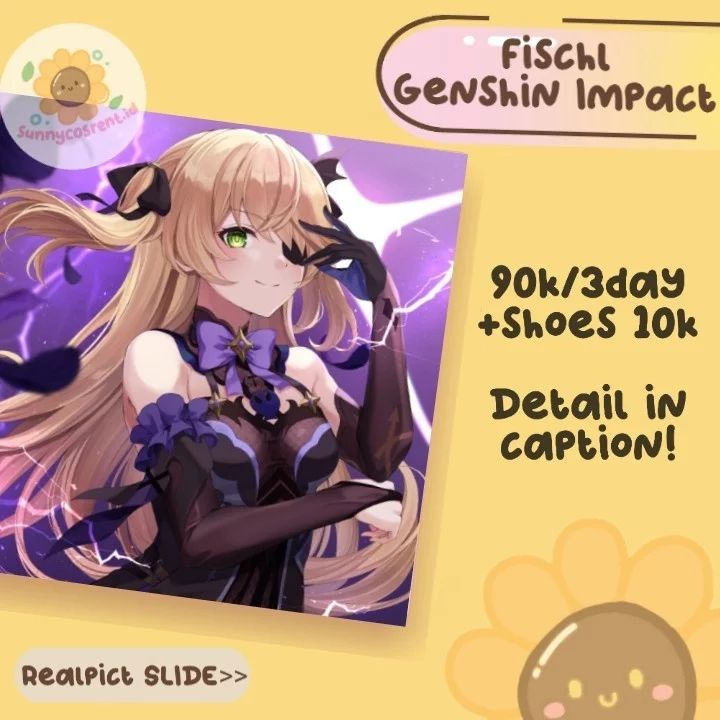 sunnycosrent.id
Fischl
Genshin Impact
90k/3day
+Shoes 10k
Detail in
caption!
RealPict SLIDE>>